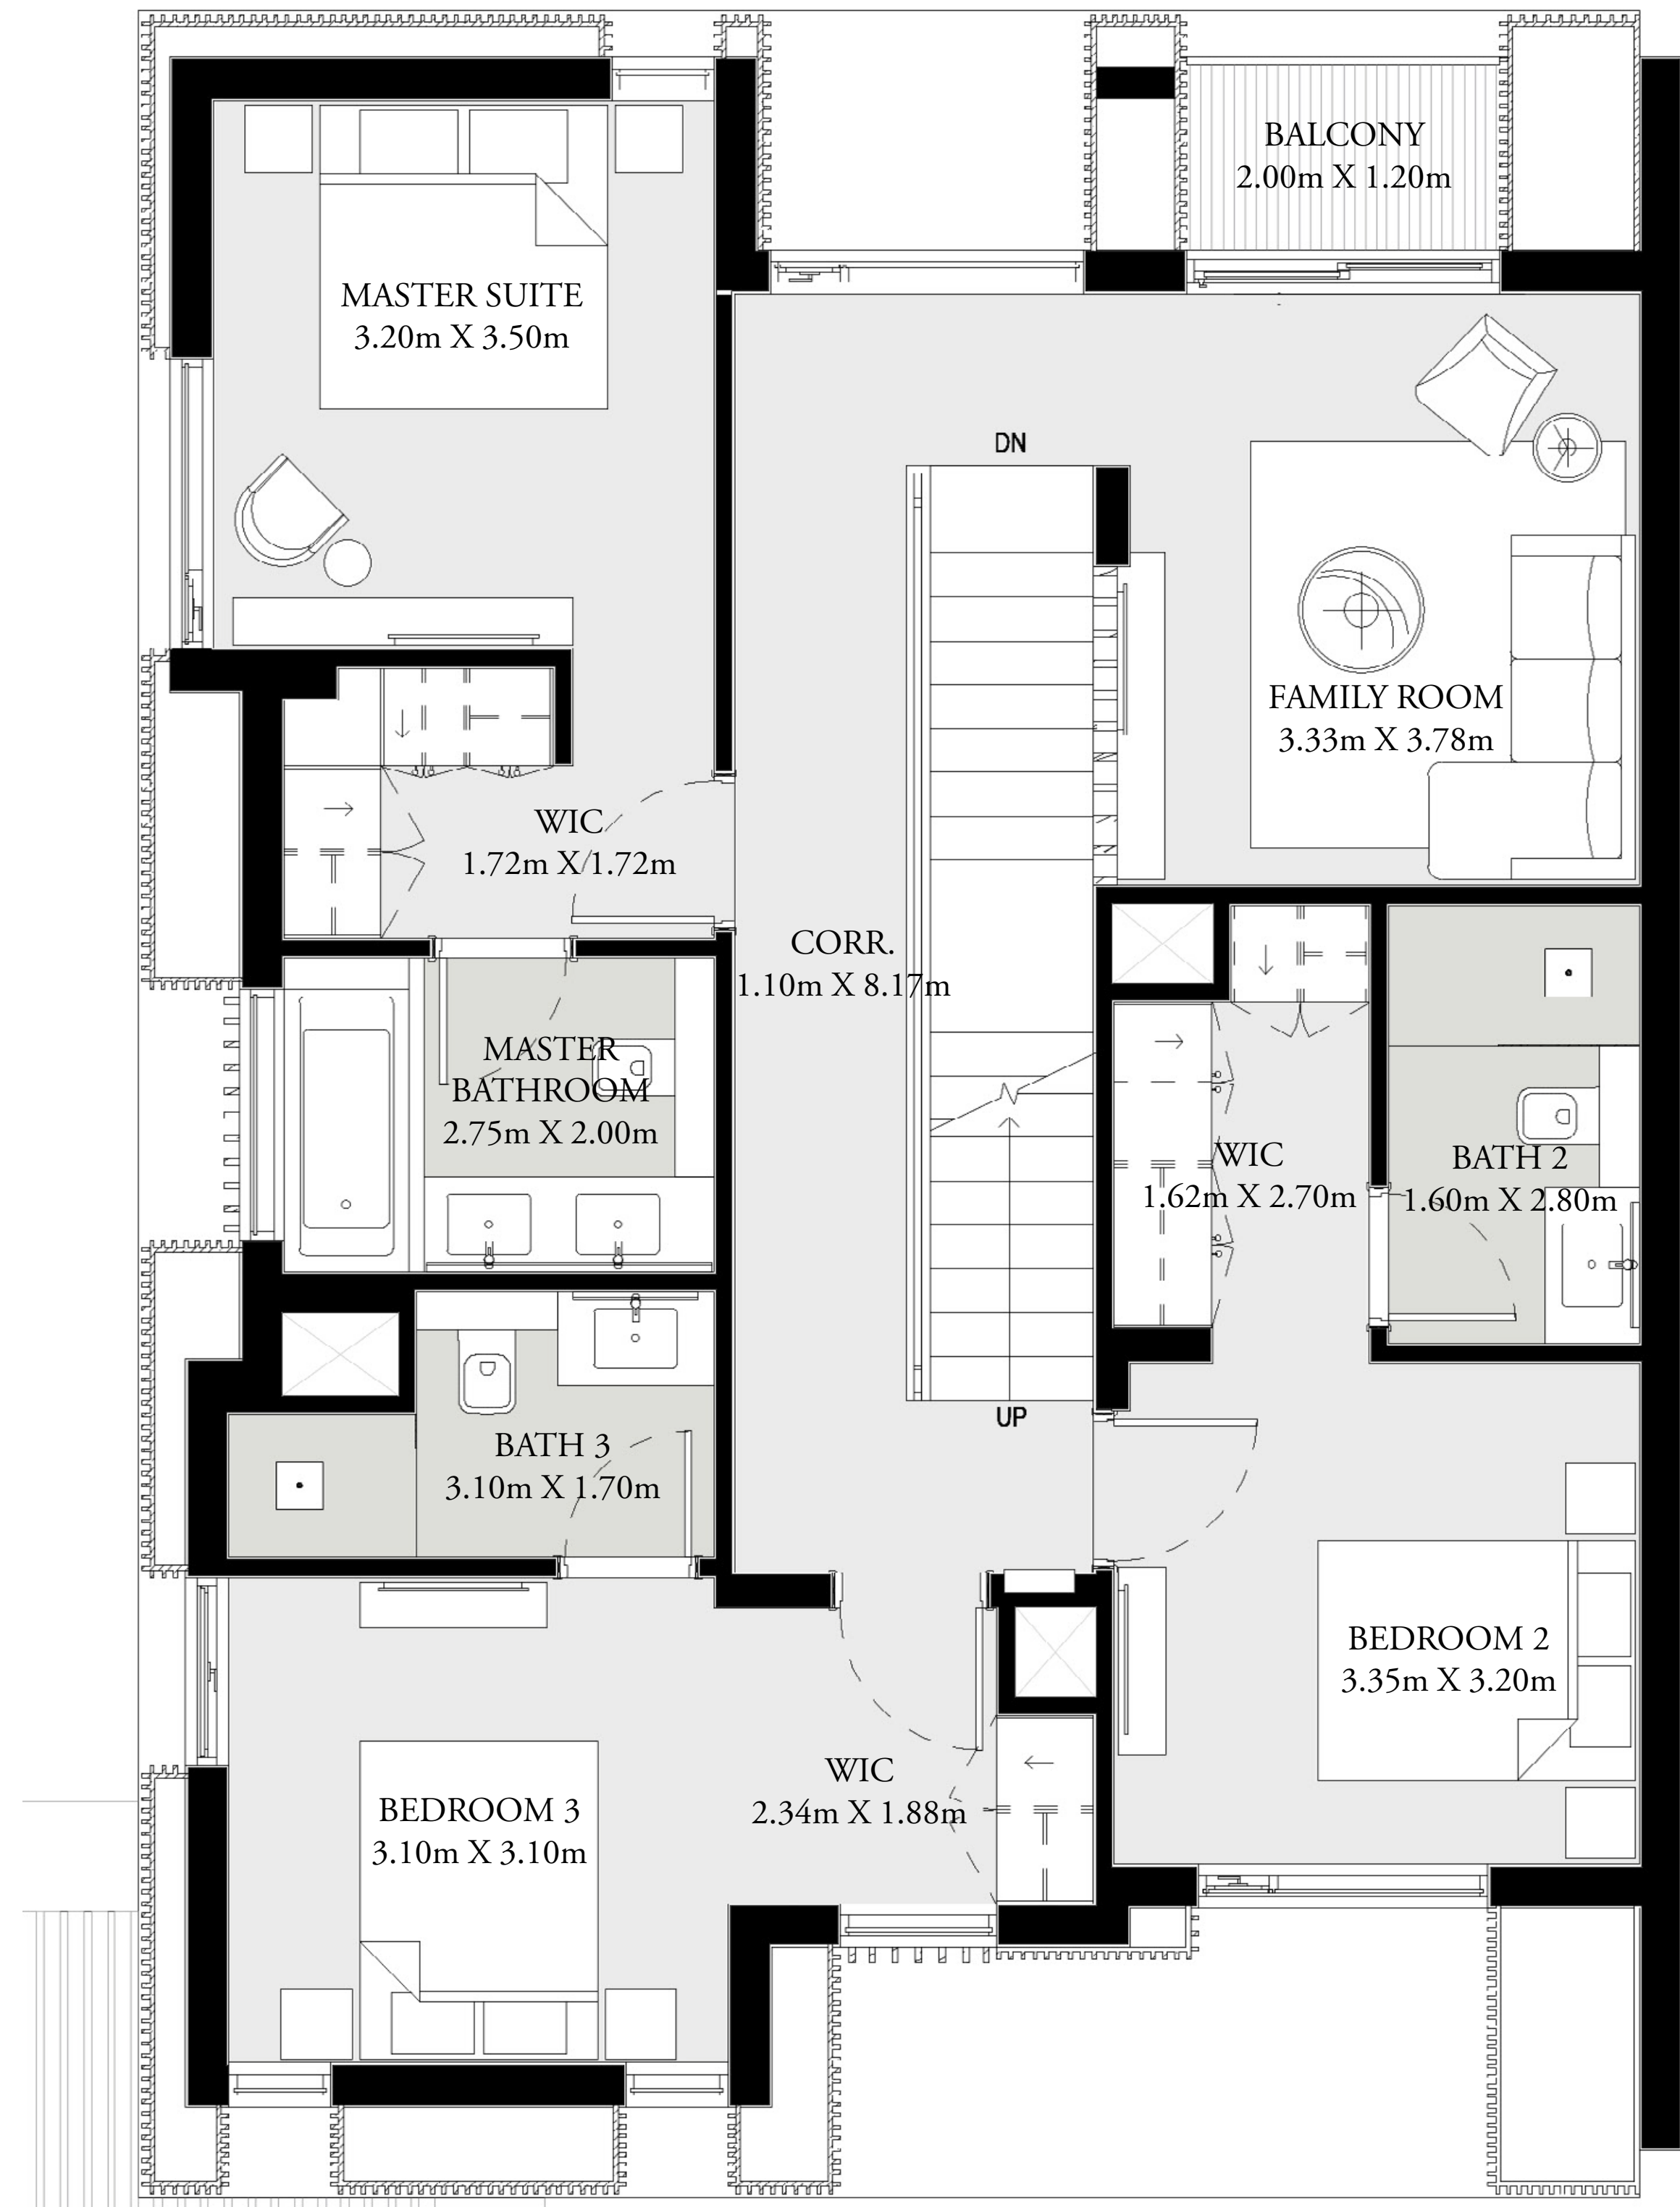 BALCONY
2.00m X 1.20m
MASTER SUITE
3.20m X 3.50m
DN
FAMILY ROOM
3.33m X 3.78m
WIC
1.72m X 1.72m
CORR.
1.10m X 8.17m
MASTER
BATHROOM
2.75m X 2.00m
WIC
1.62m X 2.70m
BATH 2
1.60m X 2.80m
UP
BATH 3
3.10m X 1.70m
BEDROOM 2
3.35m X 3.20m
WIC
2.34m X 1.88m
BEDROOM 3
3.10m X 3.10m